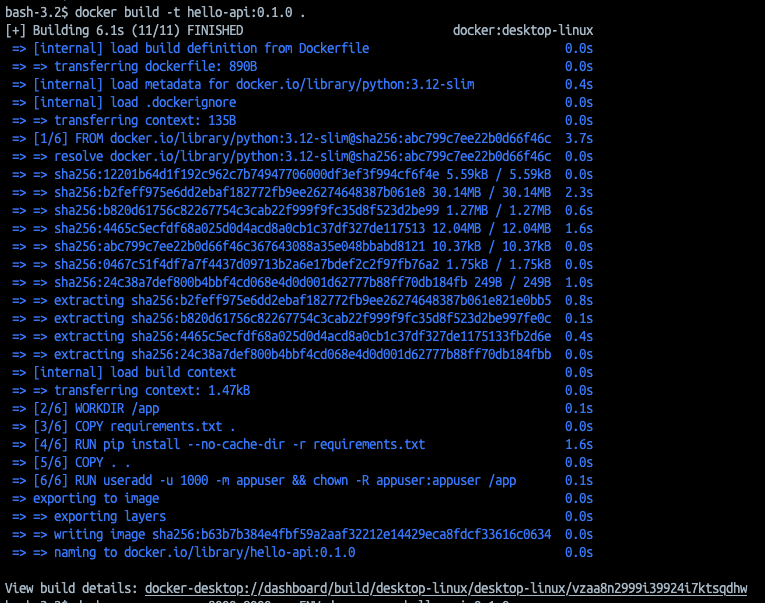 bash-3.2$ docker build -t hello-api:0.1.0 .
[+] Building 6.1s (11/11) FINISHED docker:desktop-linux
=> [internal] load build definition from Dockerfile 0.0s
=> => transferring dockerfile: 890B 0.0s
=> [internal] load metadata for docker.io/library/python:3.12-slim 0.4s
=> [internal] load .dockerignore 0.0s
=> => transferring context: 135B 0.0s
=> [1/6] FROM docker.io/library/python:3.12-slim@sha256:abc799c7ee22b0d66f46c 3.7s
=> => resolve docker.io/library/python:3.12-slim@sha256:abc799c7ee22b0d66f46c 0.0s
=> => sha256:12201b64d1f192c962c7b74947706000df3ef3f994cf6f4e 5.59kB / 5.59kB 0.0s
=> => sha256:b2feff975e6dd2ebaf182772fb9ee26274648387b061e8 30.14MB / 30.14MB 2.3s
=> => sha256:b820d61756c82267754c3cab22f999f9fc35d8f523d2be99 1.27MB / 1.27MB 0.6s
=> => sha256:4465c5ecfdf68a025d0d4acd8a0cb1c37df327de117513 12.04MB / 12.04MB 1.6s
=> => sha256:abc799c7ee22b0d66f46c367643088a35e048bbabd8121 10.37kB / 10.37kB 0.0s
=> => sha256:0467c51f4df7a7f4437d09713b2a6e17bdef2c2f97fb76a2 1.75kB / 1.75kB 0.0s
=> => sha256:24c38a7def800b4bbf4cd068e4d0d001d62777b88ff70db184fb 249B / 249B 1.0s
=> => extracting sha256:b2feff975e6dd2ebaf182772fb9ee26274648387b061e821e0bb5 0.8s
=> => extracting sha256:b820d61756c82267754c3cab22f999f9fc35d8f523d2be997fe0c 0.1s
=> => extracting sha256:4465c5ecfdf68a025d0d4acd8a0cb1c37df327de1175133fb2d6e 0.4s
=> => extracting sha256:24c38a7def800b4bbf4cd068e4d0d001d62777b88ff70db184fbb 0.0s
=> [internal] load build context 0.0s
=> => transferring context: 1.47kB 0.0s
=> [2/6] WORKDIR /app 0.1s
=> [3/6] COPY requirements.txt . 0.0s
=> [4/6] RUN pip install --no-cache-dir -r requirements.txt 1.6s
=> [5/6] COPY . . 0.0s
=> [6/6] RUN useradd -u 1000 -m appuser && chown -R appuser:appuser /app 0.1s
=> exporting to image 0.0s
=> => exporting layers 0.0s
=> => writing image sha256:b63b7b384e4fbf59a2aaf32212e14429eca8fdcf33616c0634 0.0s
=> => naming to docker.io/library/hello-api:0.1.0 0.0s
View build details: docker-desktop://dashboard/build/desktop-linux/desktop-linux/vzaa8n2999i39924i7ktsqdhw